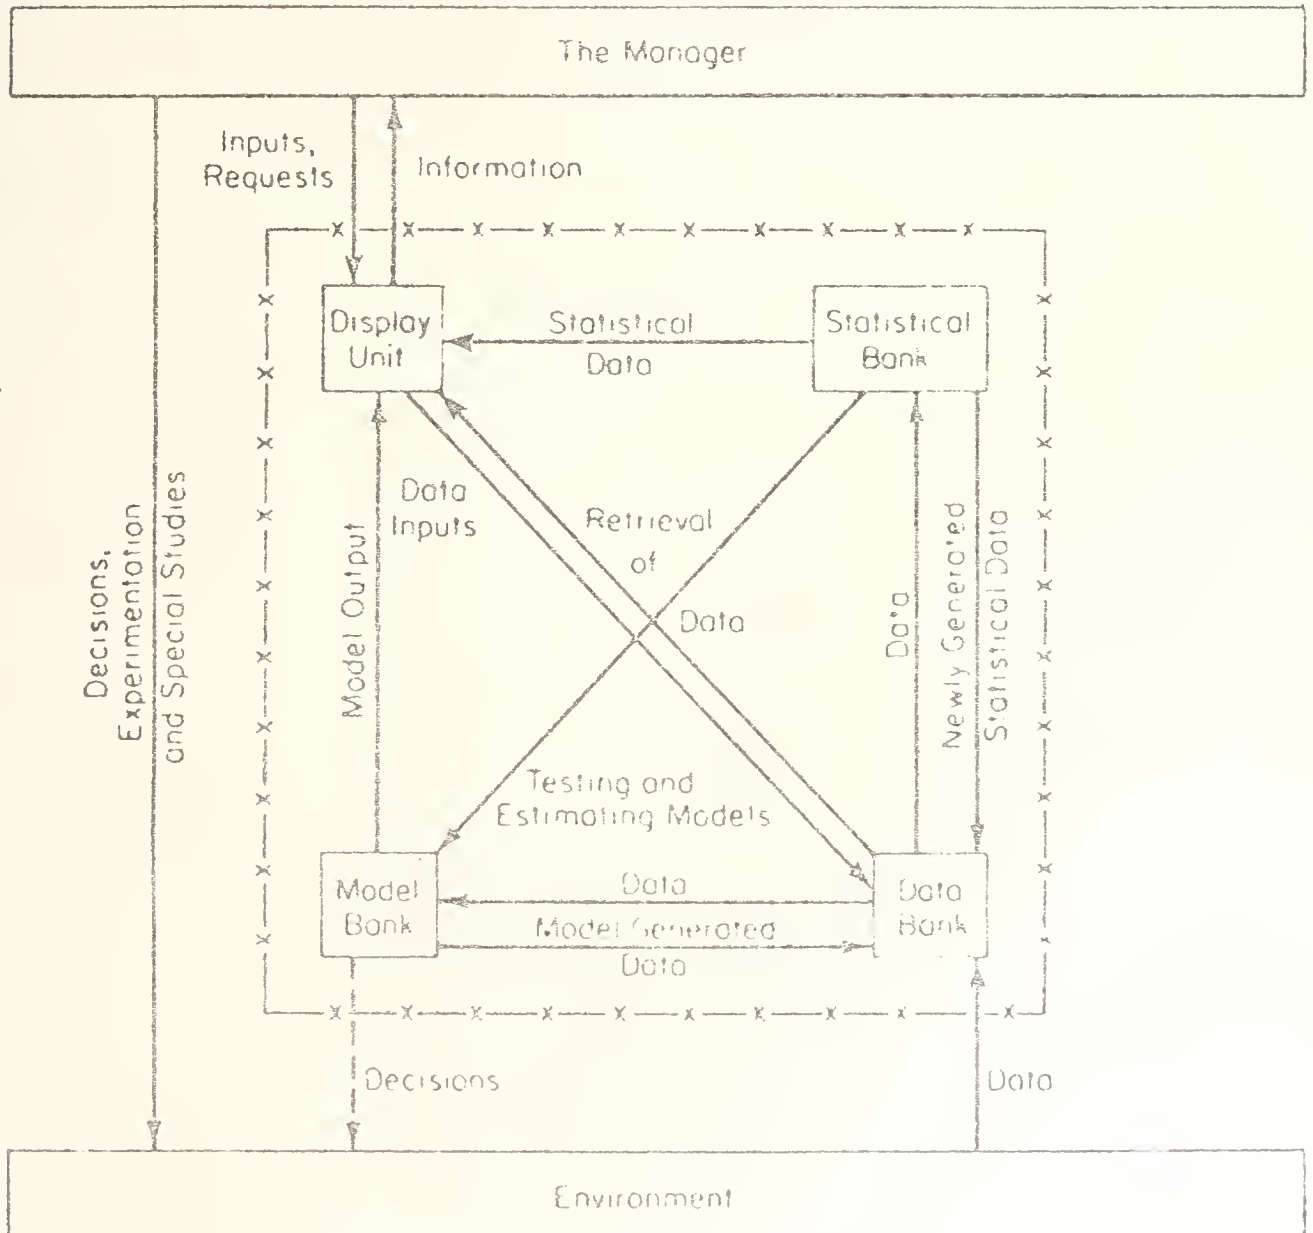 The Manager
Inputs,
Requests
Information
Display
Unit
Statistical
Data
Statistical
Bank
Data
Inputs
Retrieval
of
Data
Model Output
Data
Newly Generated
Statistical Data
Decisions,
Experimentation
and Special Studies
Testing and
Estimating Models
Model
Bank
Data
Model Generated
Data
Data
Bank
Decisions
Data
Environment